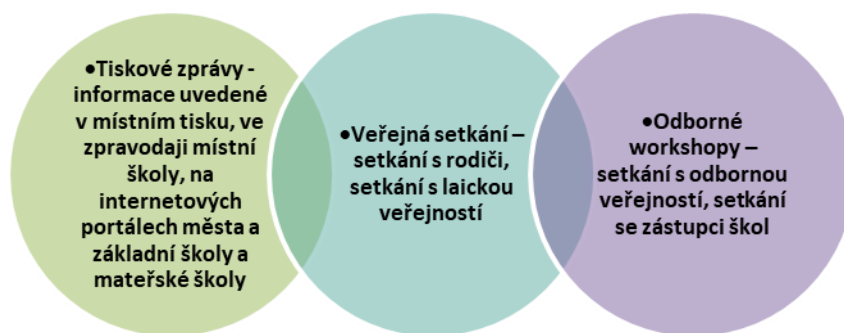 •Tiskové zprávy -
informace uvedené
v místním tisku, ve
zpravodaji místní
školy, na
internetových
portálech města a
základní školy a
mateřské školy
•Veřejná setkání –
setkání s rodiči,
setkání s laickou
veřejností
•Odborné
workshopy –
setkání s odbornou
veřejností, setkání
se zástupci škol